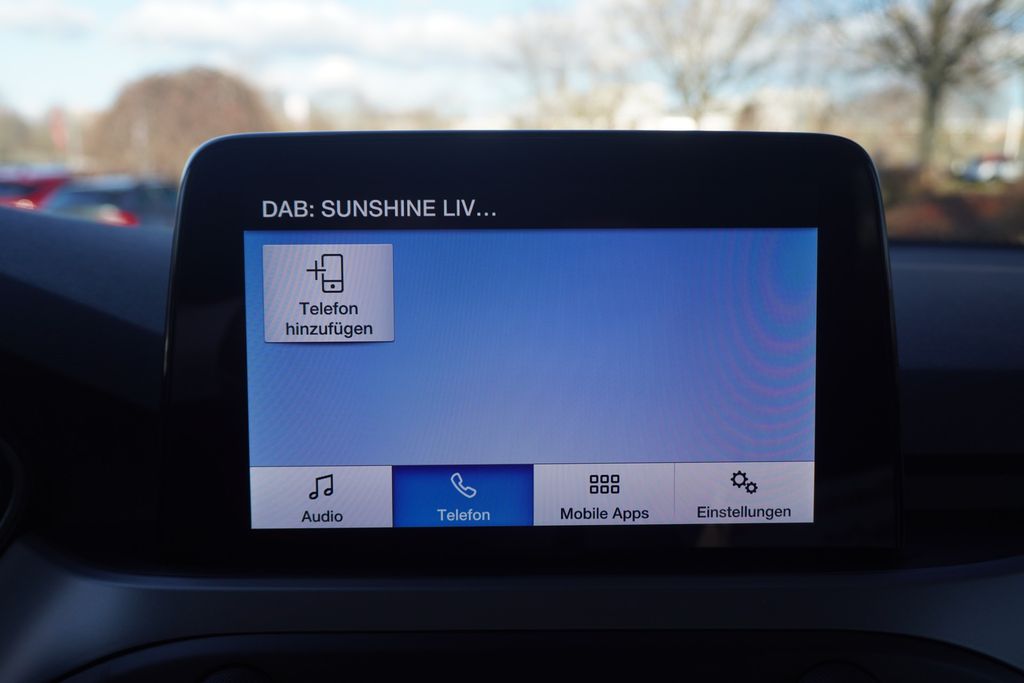 DAB: SUNSHINE LIV...
Telefon
hinzufügen
Audio
Telefon
Mobile Apps
Einstellungen